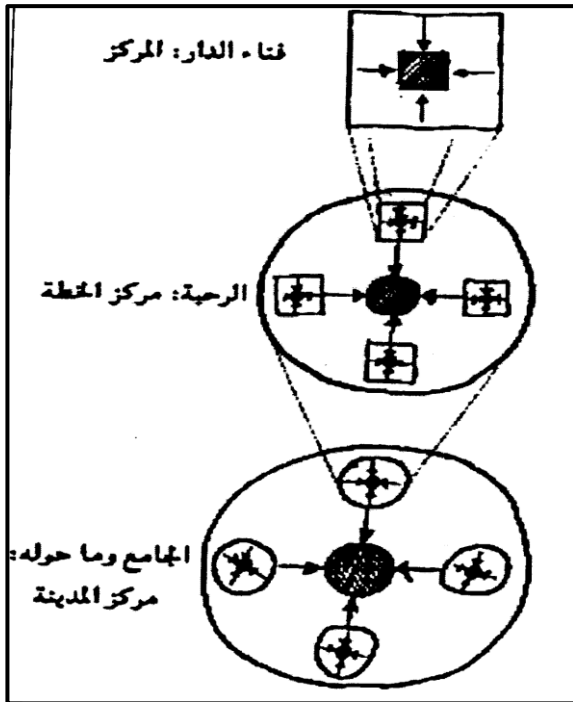 فناء الدار: المركز
الرحبة: مركز الخطة
الجامع وما حوله:
مركز المدينة